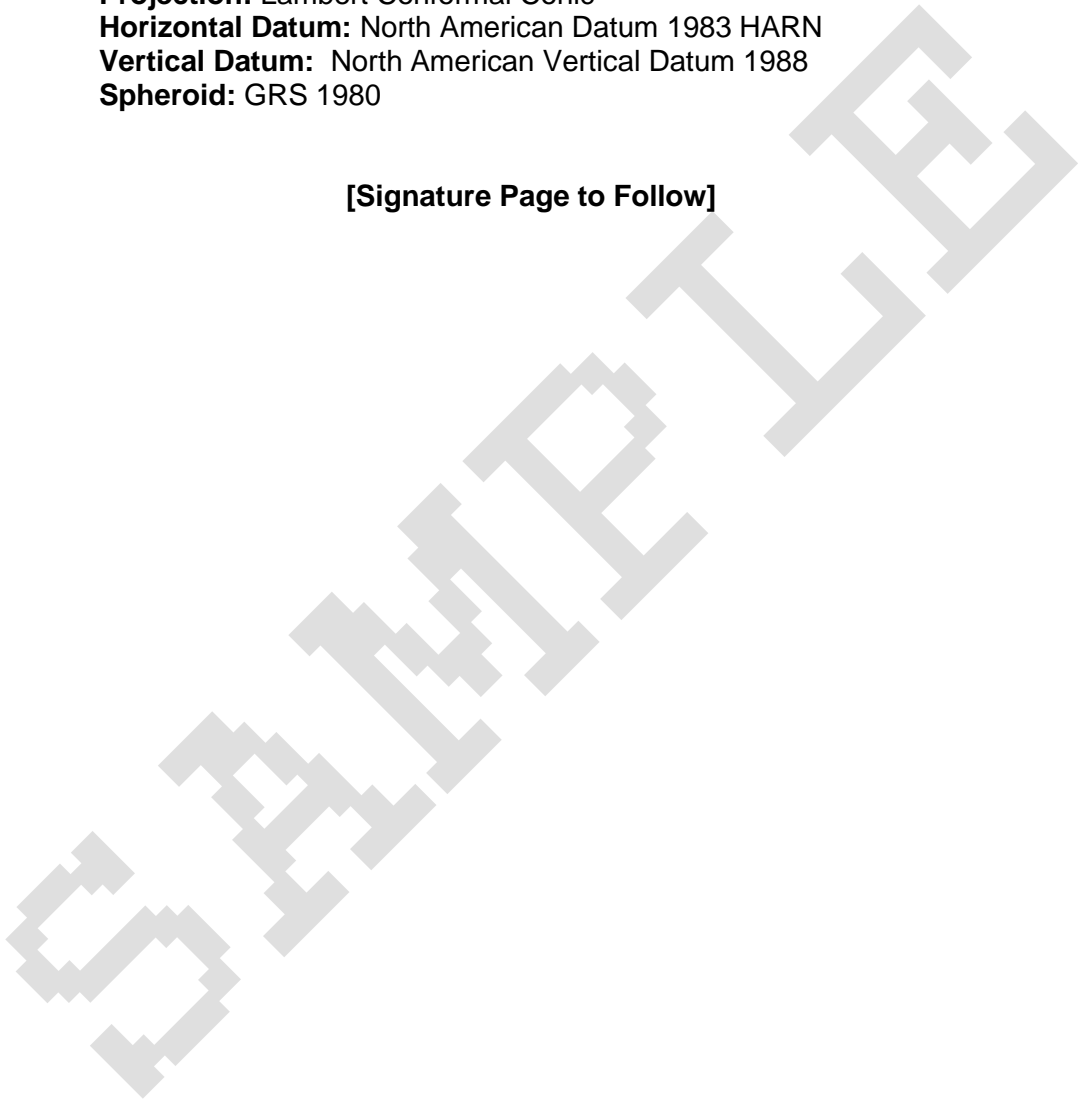 Projection: Lambert Conformal Conic
Horizontal Datum: North American Datum 1983 HARN
Vertical Datum: North American Vertical Datum 1988
Spheroid: GRS 1980
[Signature Page to Follow]
SAMPLE